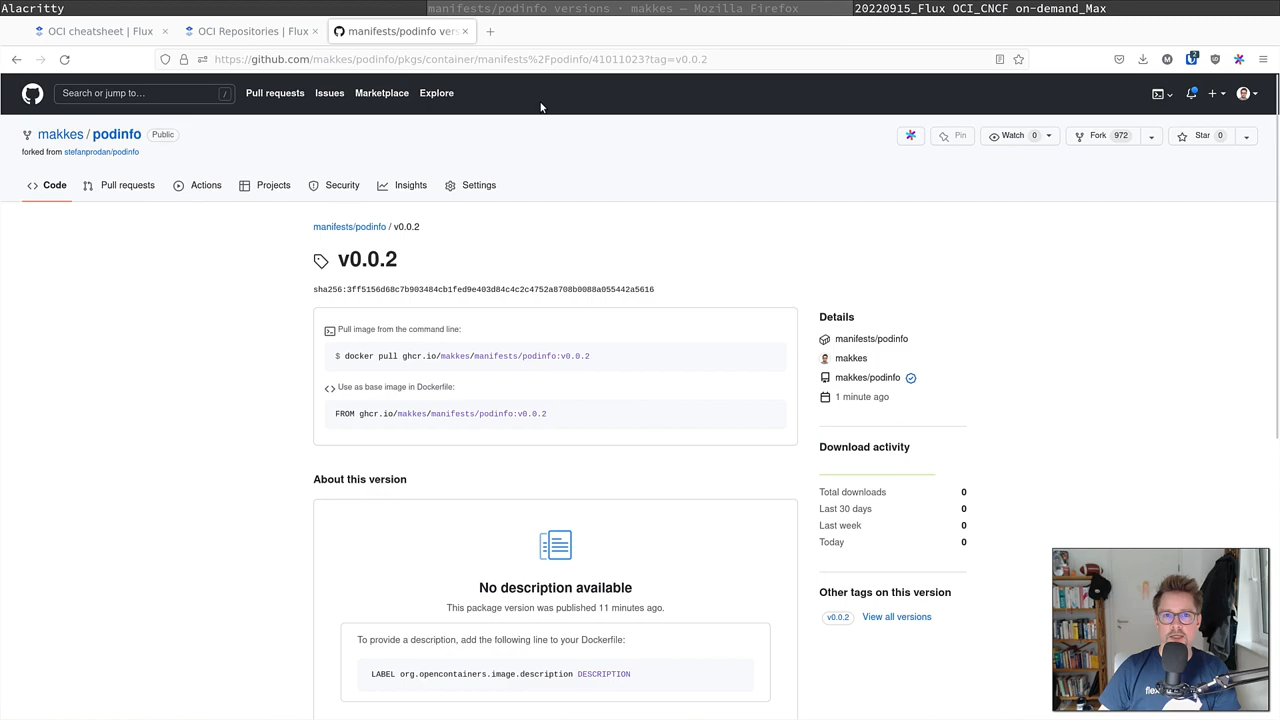 Alacritty
manifests/podinfo versions · makkes — Mozilla Firefox
20220915_Flux OCI_CNCF on-demand_Max
OCI cheatsheet | Flux
OCI Repositories | Flux
manifests/podinfo vers
https://github.com/makkes/podinfo/pkgs/container/manifests%2Fpodinfo/41011023?tag=v0.0.2
2
Search or jump to…
/
Pull requests
Issues
Marketplace
Explore
makkes / podinfo
Public
forked from stefanprodan/podinfo
Pin
Watch 0
Fork 972
Star 0
Code
Pull requests
Actions
Projects
Security
Insights
Settings
manifests/podinfo / v0.0.2
v0.0.2
sha256:3ff5156d68c7b903484cb1fed9e403d84c4c2c4752a8708b0088a055442a5616
Pull image from the command line:
$ docker pull ghcr.io/makkes/manifests/podinfo:v0.0.2
Use as base image in Dockerfile:
FROM ghcr.io/makkes/manifests/podinfo:v0.0.2
About this version
No description available
This package version was published 11 minutes ago.
To provide a description, add the following line to your Dockerfile:
LABEL org.opencontainers.image.description DESCRIPTION
Details
manifests/podinfo
makkes
makkes/podinfo
1 minute ago
Download activity
Total downloads 0
Last 30 days 0
Last week 0
Today 0
Other tags on this version
v0.0.2
View all versions